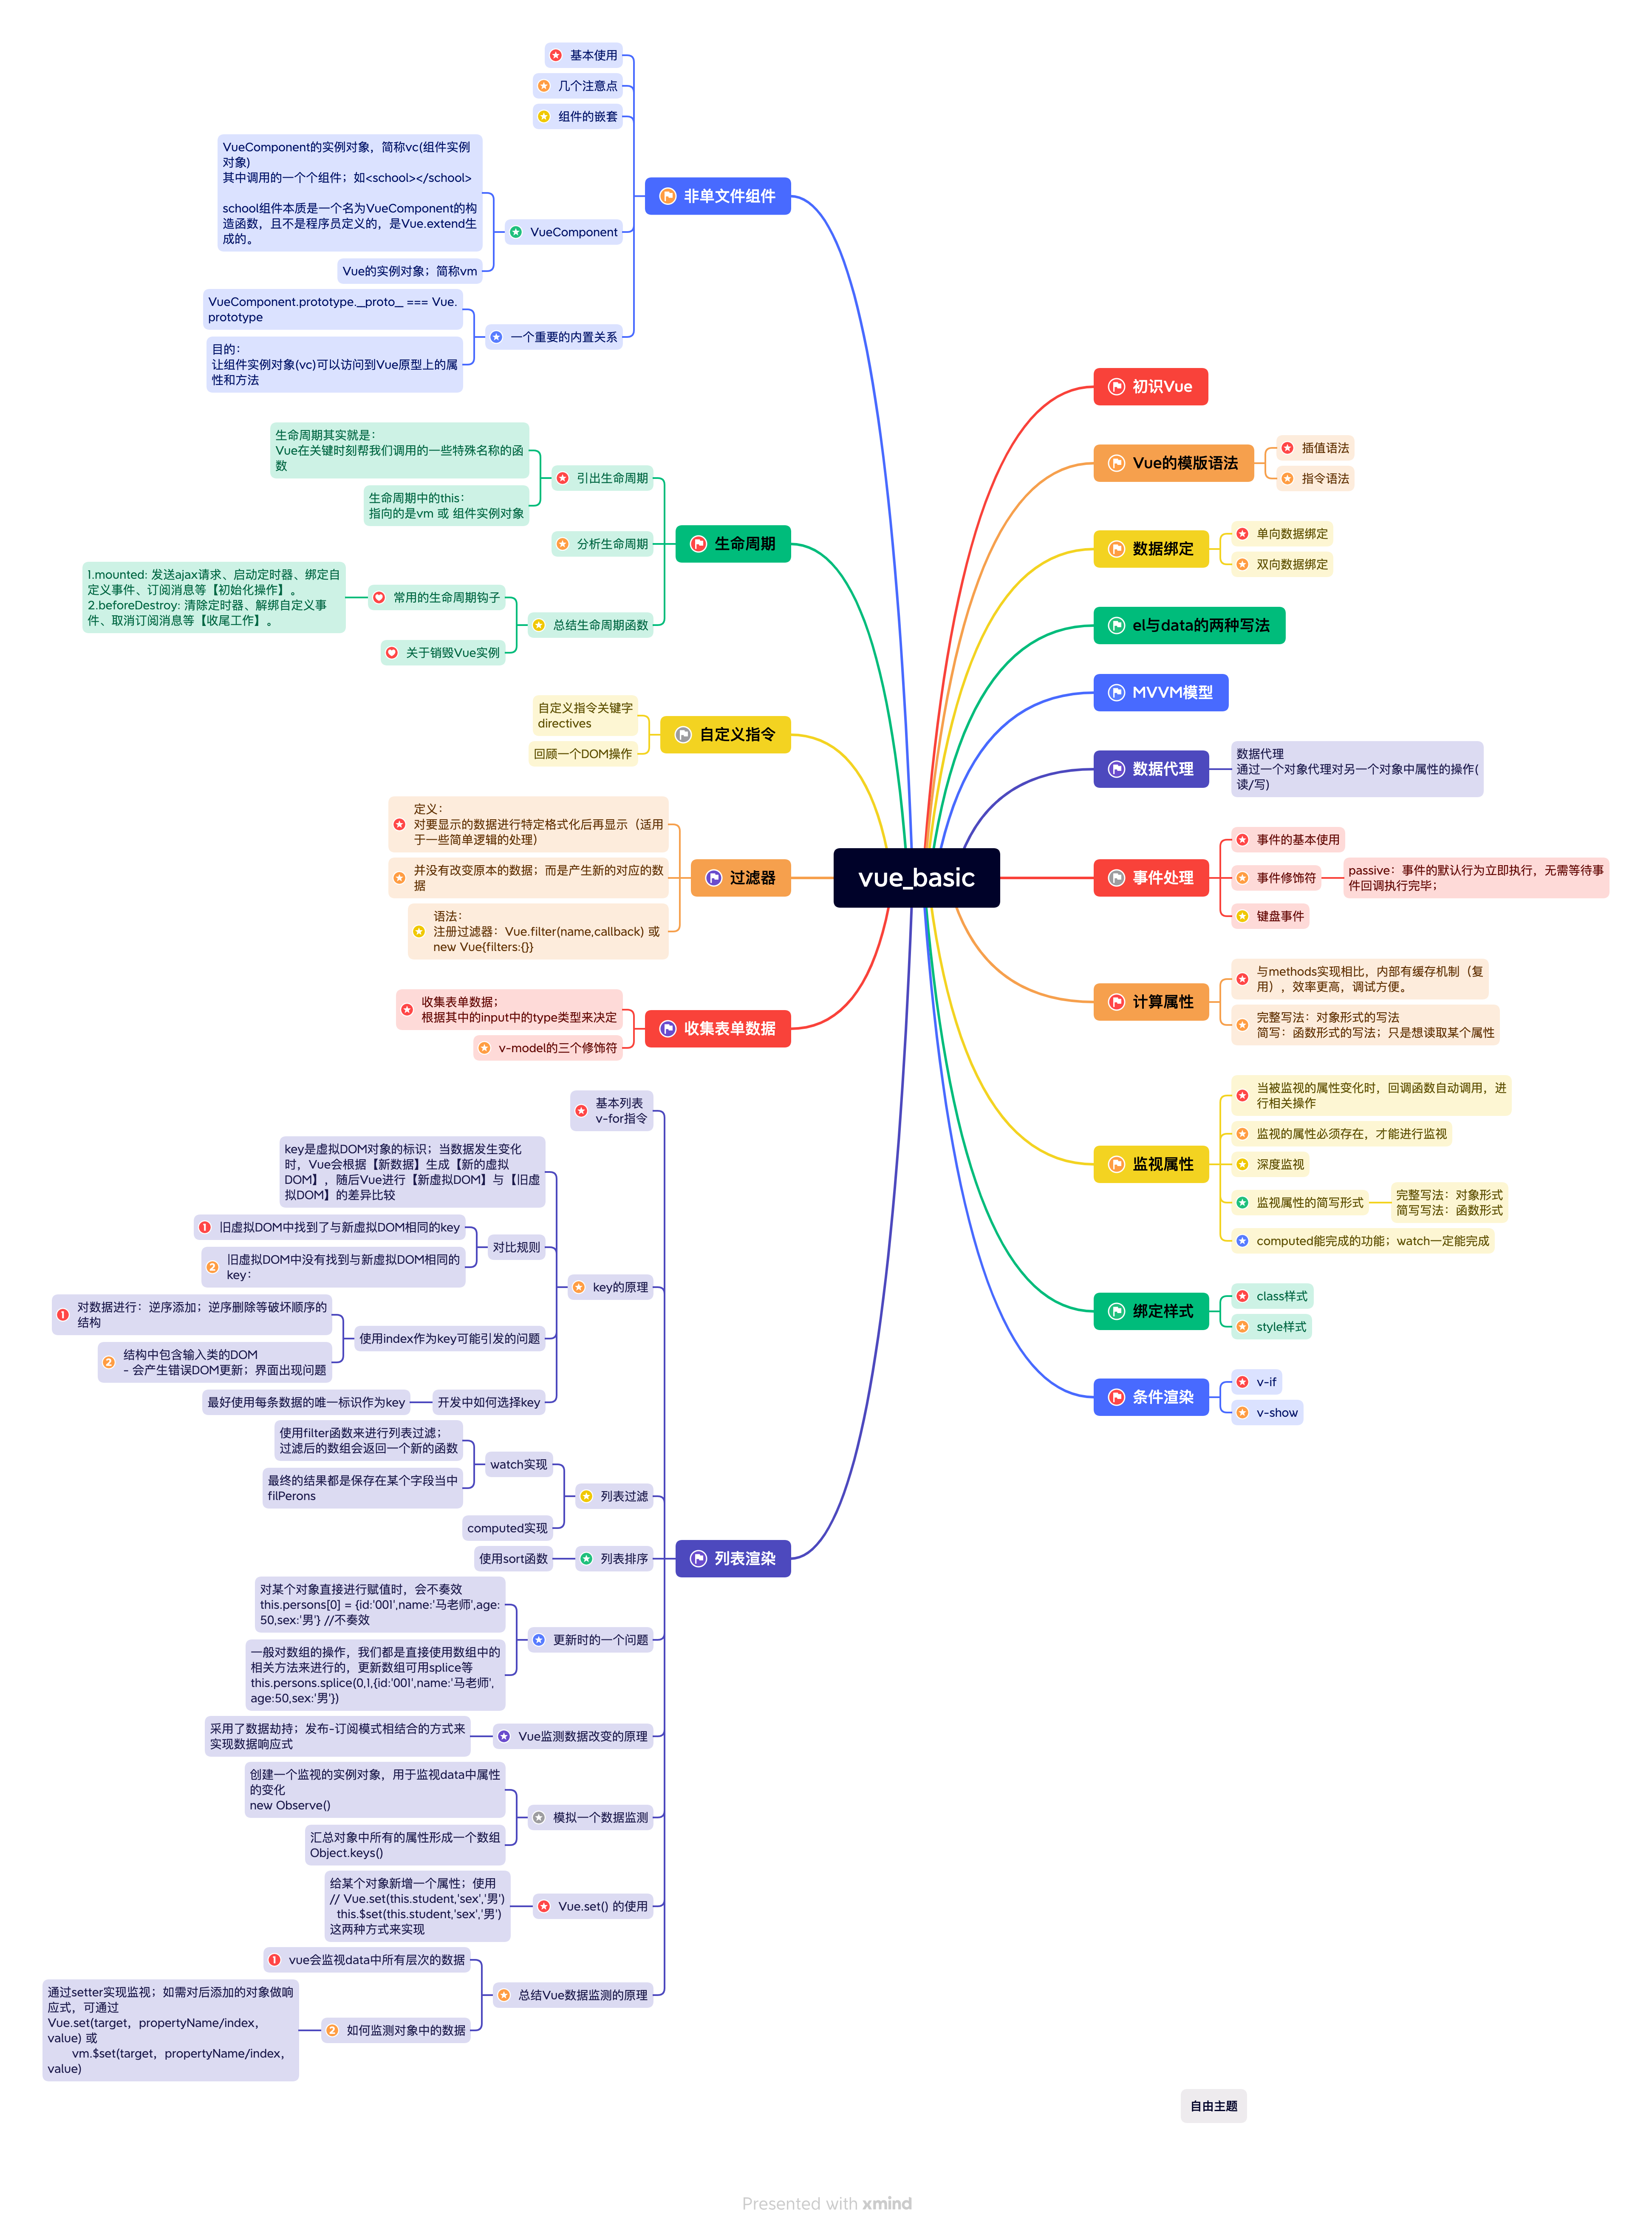 vue_basic
初识Vue
Vue的模版语法
插值语法
指令语法
数据绑定
单向数据绑定
双向数据绑定
el与data的两种写法
MVVM模型
数据代理
数据代理
通过一个对象代理对另一个对象中属性的操作(
读/写)
事件处理
事件的基本使用
事件修饰符
passive：事件的默认行为立即执行，无需等待事
件回调执行完毕；
键盘事件
计算属性
与methods实现相比，内部有缓存机制（复
用），效率更高，调试方便。
完整写法：对象形式的写法
简写：函数形式的写法；只是想读取某个属性
监视属性
当被监视的属性变化时，回调函数自动调用，进
行相关操作
监视的属性必须存在，才能进行监视
深度监视
监视属性的简写形式
完整写法：对象形式
简写写法：函数形式
computed能完成的功能；watch一定能完成
绑定样式
class样式
style样式
条件渲染
v-if
v-show
非单文件组件
基本使用
几个注意点
组件的嵌套
VueComponent
VueComponent的实例对象，简称vc(组件实例
对象)
其中调用的一个个组件；如<school></school>
school组件本质是一个名为VueComponent的构
造函数，且不是程序员定义的，是Vue.extend生
成的。
Vue的实例对象；简称vm
一个重要的内置关系
VueComponent.prototype._proto_ === Vue.
prototype
目的：
让组件实例对象(vc)可以访问到Vue原型上的属
性和方法
生命周期
引出生命周期
生命周期其实就是：
Vue在关键时刻帮我们调用的一些特殊名称的函
数
生命周期中的this：
指向的是vm 或 组件实例对象
分析生命周期
总结生命周期函数
常用的生命周期钩子
1.mounted: 发送ajax请求、启动定时器、绑定自
定义事件、订阅消息等【初始化操作】。
2.beforeDestroy: 清除定时器、解绑自定义事
件、取消订阅消息等【收尾工作】。
关于销毁Vue实例
自定义指令
自定义指令关键字
directives
回顾一个DOM操作
过滤器
定义：
对要显示的数据进行特定格式化后再显示（适用
于一些简单逻辑的处理）
并没有改变原本的数据；而是产生新的对应的数
据
语法：
注册过滤器：Vue.filter(name,callback) 或
new Vue{filters:{}}
收集表单数据
收集表单数据；
根据其中的input中的type类型来决定
v-model的三个修饰符
列表渲染
基本列表
v-for指令
key的原理
key是虚拟DOM对象的标识；当数据发生变化
时，Vue会根据【新数据】生成【新的虚拟
DOM】，随后Vue进行【新虚拟DOM】与【旧虚
拟DOM】的差异比较
对比规则
1 旧虚拟DOM中找到了与新虚拟DOM相同的key
2 旧虚拟DOM中没有找到与新虚拟DOM相同的
key：
使用index作为key可能引发的问题
1 对数据进行：逆序添加；逆序删除等破坏顺序的
结构
2 结构中包含输入类的DOM
- 会产生错误DOM更新；界面出现问题
开发中如何选择key
最好使用每条数据的唯一标识作为key
列表过滤
watch实现
使用filter函数来进行列表过滤；
过滤后的数组会返回一个新的函数
最终的结果都是保存在某个字段当中
filPerons
computed实现
列表排序
使用sort函数
更新时的一个问题
对某个对象直接进行赋值时，会不奏效
this.persons[0] = {id:'001',name:'马老师',age:
50,sex:'男'} //不奏效
一般对数组的操作，我们都是直接使用数组中的
相关方法来进行的，更新数组可用splice等
this.persons.splice(0,1,{id:'001',name:'马老师',
age:50,sex:'男'})
Vue监测数据改变的原理
采用了数据劫持；发布-订阅模式相结合的方式来
实现数据响应式
模拟一个数据监测
创建一个监视的实例对象，用于监视data中属性
的变化
new Observe()
汇总对象中所有的属性形成一个数组
Object.keys()
Vue.set() 的使用
给某个对象新增一个属性；使用
// Vue.set(this.student,'sex','男')
this.$set(this.student,'sex','男')
这两种方式来实现
总结Vue数据监测的原理
1 vue会监视data中所有层次的数据
2 如何监测对象中的数据
通过setter实现监视；如需对后添加的对象做响
应式，可通过
Vue.set(target，propertyName/index，
value) 或
vm.$set(target，propertyName/index，
value)
自由主题
Presented with xmind